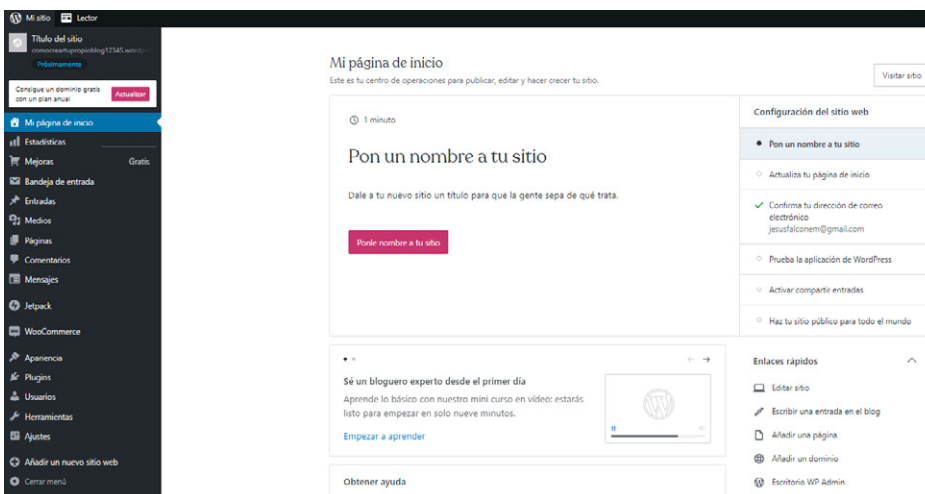 Mi sitio
Lector
Título del sitio
comocreartupropioblog12345.wordp
Próximamente
Consigue un dominio gratis
con un plan anual
Actualizar
Mi página de inicio
Estadísticas
Mejoras
Gratis
Bandeja de entrada
Entradas
Medios
Páginas
Comentarios
Mensajes
Jetpack
WooCommerce
Apariencia
Plugins
Usuarios
Herramientas
Ajustes
Añadir un nuevo sitio web
Cerrar menú
Mi página de inicio
Este es tu centro de operaciones para publicar, editar y hacer crecer tu sitio.
Visitar sitio
1 minuto
Pon un nombre a tu sitio
Dale a tu nuevo sitio un título para que la gente sepa de qué trata.
Ponle nombre a tu sitio
Configuración del sitio web
Pon un nombre a tu sitio
Actualiza tu página de inicio
Confirma tu dirección de correo
electrónico
jesusfalconem@gmail.com
Prueba la aplicación de WordPress
Activar compartir entradas
Haz tu sitio público para todo el mundo
Sé un bloguero experto desde el primer día
Aprende lo básico con nuestro mini curso en vídeo: estarás
listo para empezar en solo nueve minutos.
Empezar a aprender
Obtener ayuda
Enlaces rápidos
Editar sitio
Escribir una entrada en el blog
Añadir una página
Añadir un dominio
Escritorio WP Admin